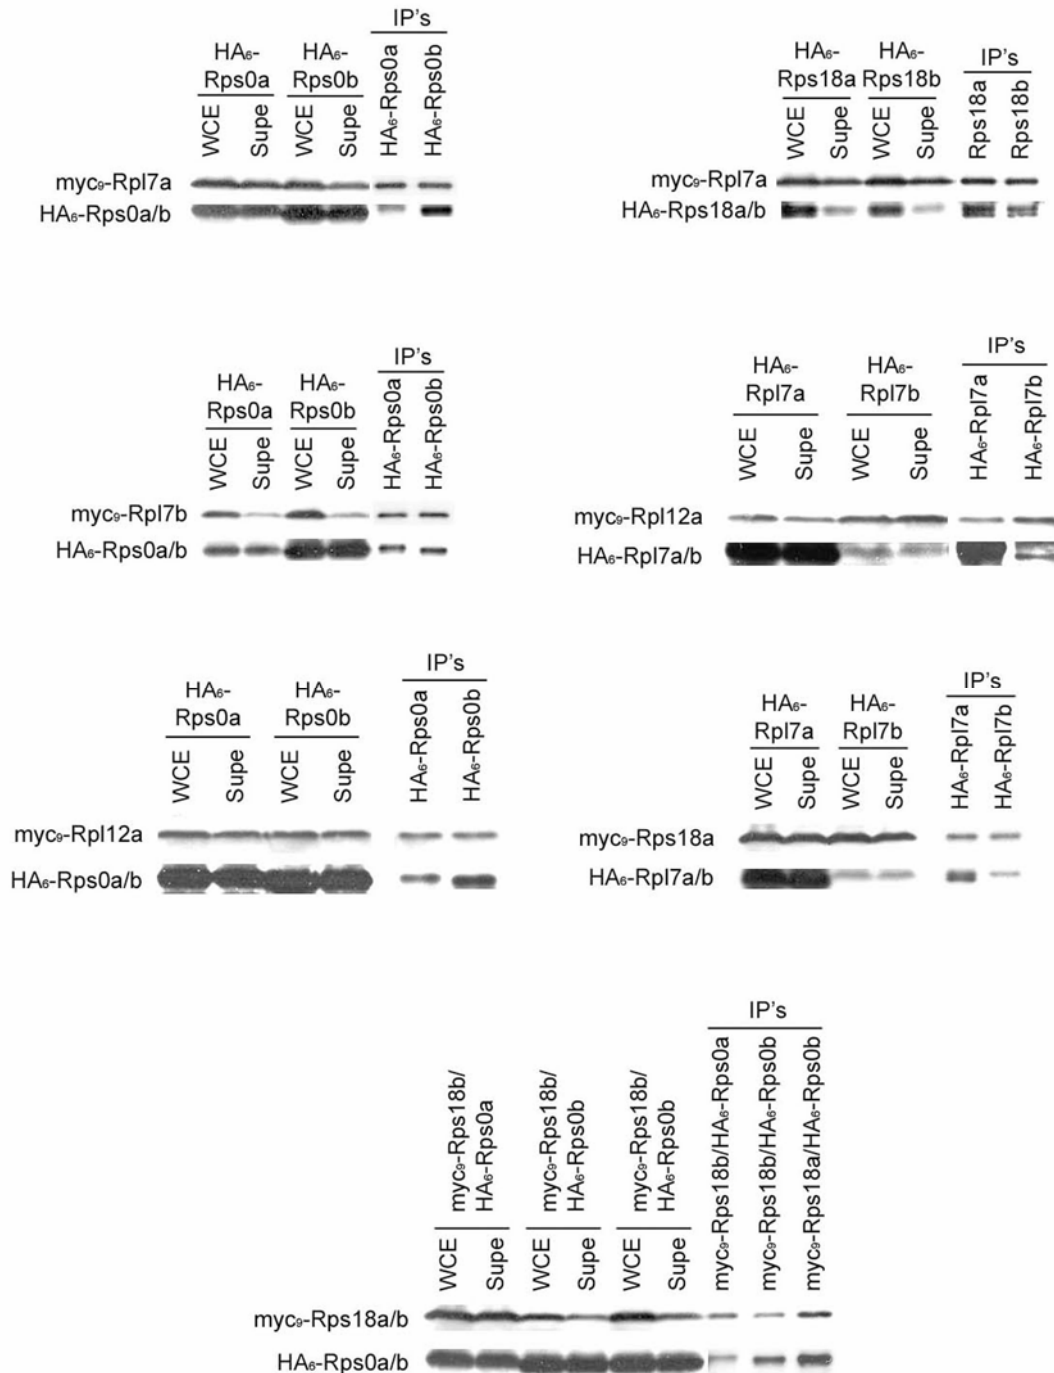 IP's
HA₆-
Rps0a
HA₆-
Rps0b
WCE
Supe
WCE
Supe
HA₆-Rps0a
HA₆-Rps0b
myc₉-Rpl7a
HA₆-Rps0a/b
IP's
HA₆-
Rps18a
HA₆-
Rps18b
WCE
Supe
WCE
Supe
Rps18a
Rps18b
myc₉-Rpl7a
HA₆-Rps18a/b
IP's
HA₆-
Rps0a
HA₆-
Rps0b
WCE
Supe
WCE
Supe
HA₆-Rps0a
HA₆-Rps0b
myc₉-Rpl7b
HA₆-Rps0a/b
IP's
HA₆-
Rpl7a
HA₆-
Rpl7b
WCE
Supe
WCE
Supe
HA₆-Rpl7a
HA₆-Rpl7b
myc₉-Rpl12a
HA₆-Rpl7a/b
IP's
HA₆-
Rps0a
HA₆-
Rps0b
WCE
Supe
WCE
Supe
HA₆-Rps0a
HA₆-Rps0b
myc₉-Rpl12a
HA₆-Rps0a/b
IP's
HA₆-
Rpl7a
HA₆-
Rpl7b
WCE
Supe
WCE
Supe
HA₆-Rpl7a
HA₆-Rpl7b
myc₉-Rps18a
HA₆-Rpl7a/b
IP's
myc₉-Rps18b/
HA₆-Rps0a
myc₉-Rps18b/
HA₆-Rps0b
myc₉-Rps18b/
HA₆-Rps0b
WCE
Supe
WCE
Supe
WCE
Supe
myc₉-Rps18b/HA₆-Rps0a
myc₉-Rps18b/HA₆-Rps0b
myc₉-Rps18a/HA₆-Rps0b
myc₉-Rps18a/b
HA₆-Rps0a/b